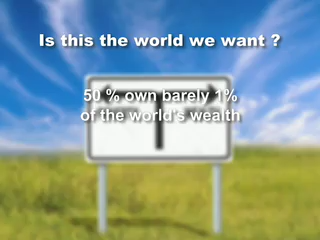 Is this the world we want ?
50 % own barely 1%
of the world's wealth